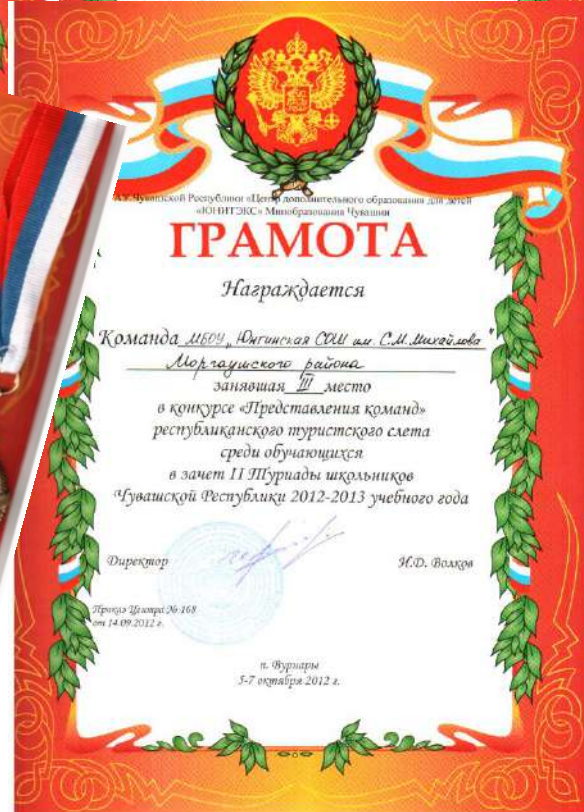 АУ Чувашской Республики «Центр дополнительного образования для детей
«ЮНИТЭКС» Минобразования Чувашии
ГРАМОТА
Награждается
Команда МБОУ „Юнгинская СОШ им. С.М. Михайлова"
Моргаушского района
занявшая III место
в конкурсе «Представления команд»
республиканского туристского слета
среди обучающихся
в зачет II Туриады школьников
Чувашской Республики 2012-2013 учебного года
Директор И.Д. Волков
Приказ Центра № 168
от 14.09.2012 г.
п. Вурнары
5-7 октября 2012 г.